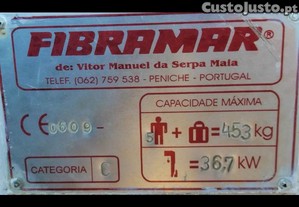 CustoJusto.pt
FIBRAMAR®
de: Vitor Manuel da Serpa Maia
TELEF. (062) 759 538 - PENICHE - PORTUGAL
CAPACIDADE MÁXIMA
CE 0609-
5 + = 453 kg
= 36,7 kW
CATEGORIA C